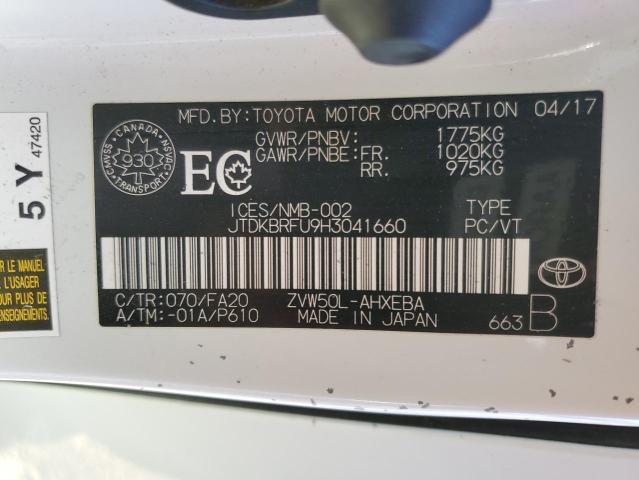 MFD.BY: TOYOTA MOTOR CORPORATION 04/17
GVWR/PNBV: 1775KG
GAWR/PNBE: FR. 1020KG
RR. 975KG
CANADA
CMVSS 930 NSVAC
TRANSPORT
EC
ICES/NMB-002 TYPE
JTDKBRFU9H3041660 PC/VT
C/TR:070/FA20 ZVW50L-AHXEBA
A/TM:-01A/P610 MADE IN JAPAN 663 B
5 Y 47420
R LE MANUEL
L'USAGER
OUR PLUS DE
ENSEIGNEMENTS.